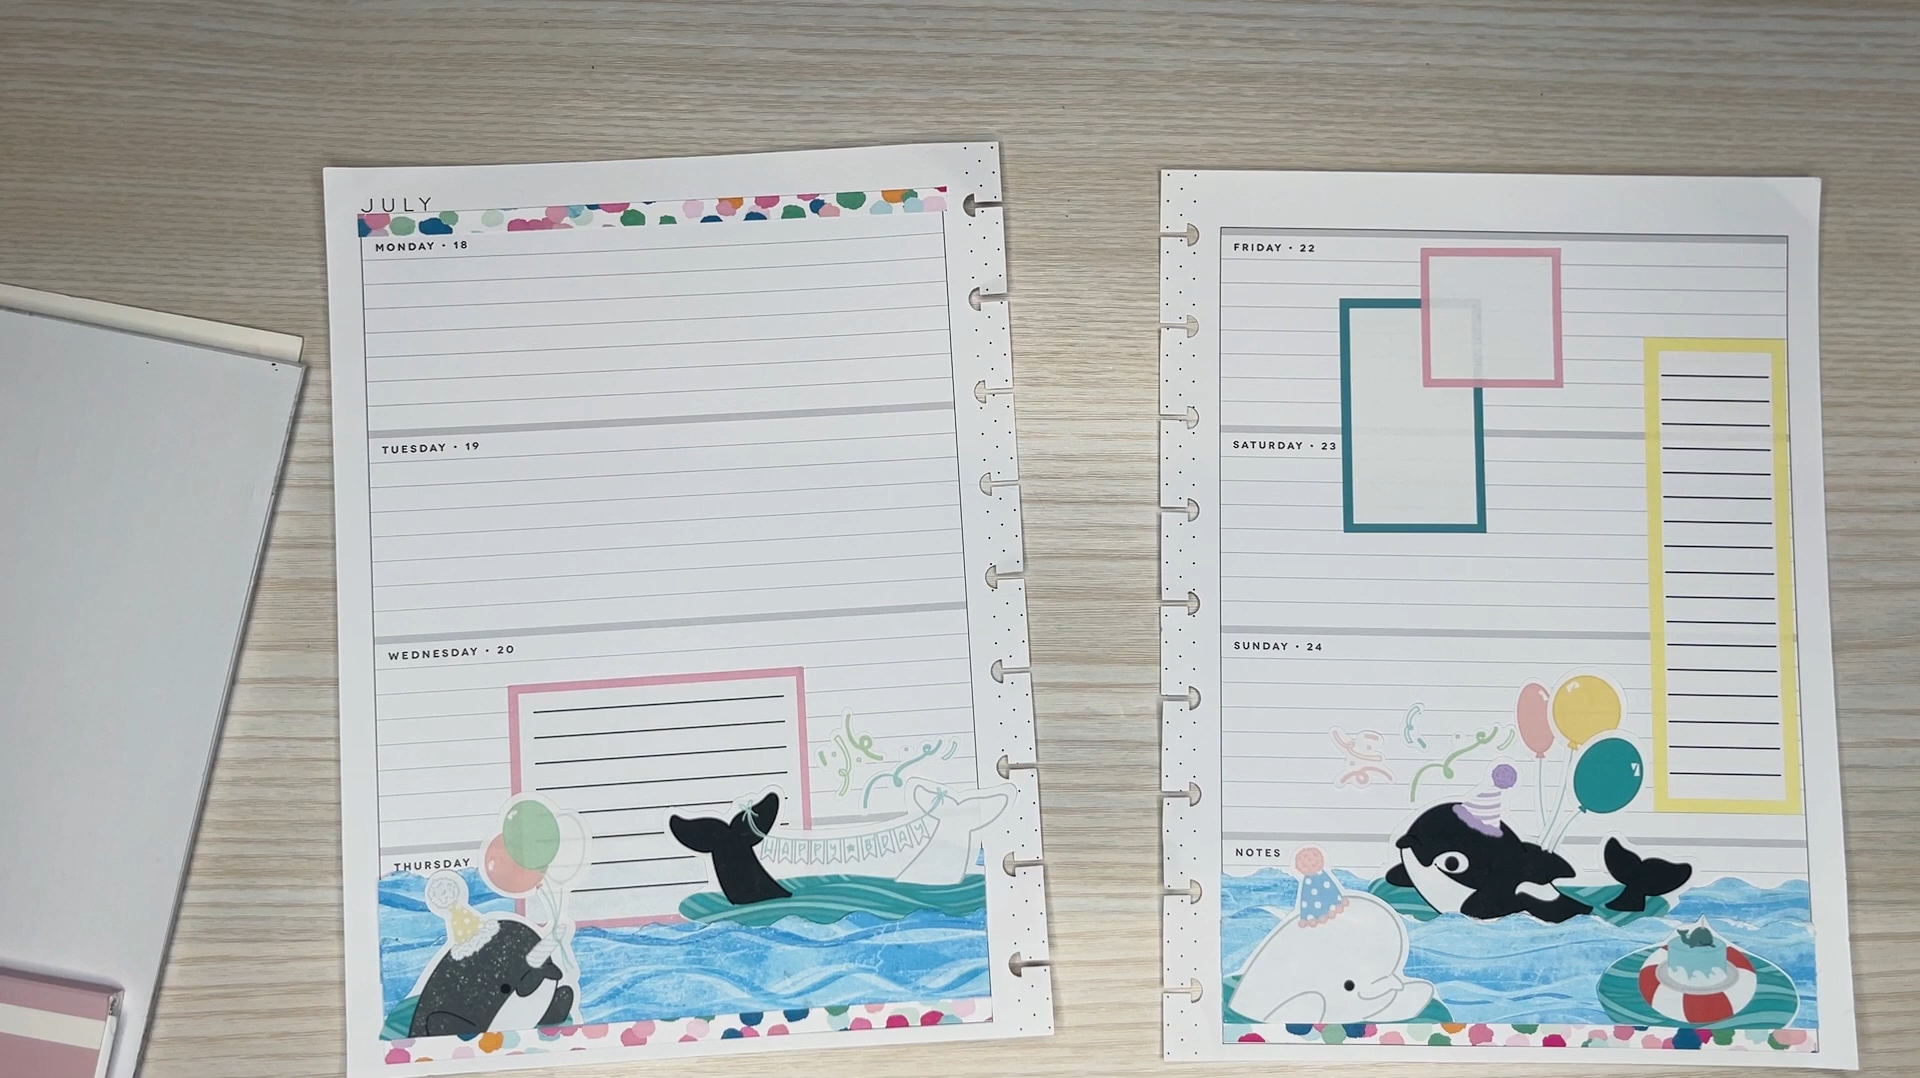 JULY
MONDAY • 18
TUESDAY • 19
WEDNESDAY • 20
THURSDAY
HAPPY BDAY
FRIDAY • 22
SATURDAY • 23
SUNDAY • 24
NOTES